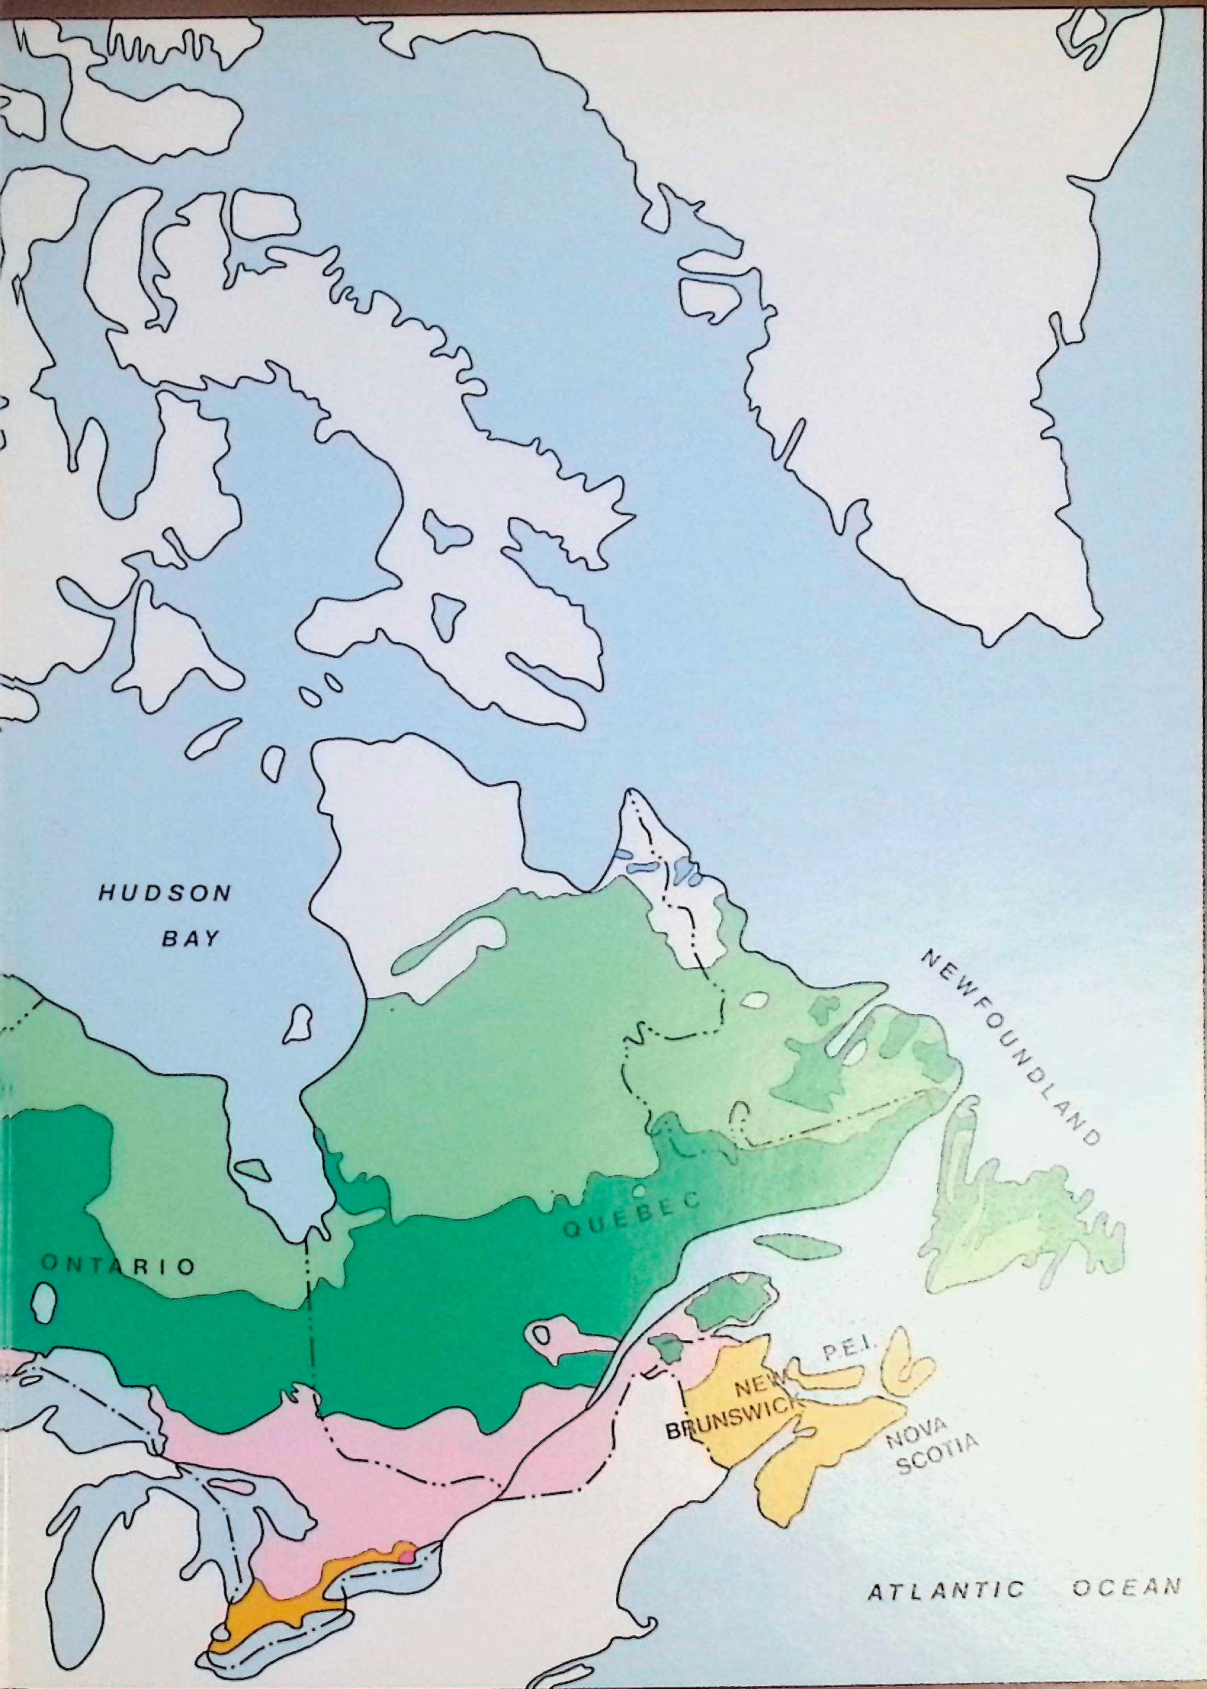 HUDSON
BAY
NEWFOUNDLAND
QUEBEC
ONTARIO
P.E.I.
NEW
BRUNSWICK
NOVA
SCOTIA
ATLANTIC OCEAN